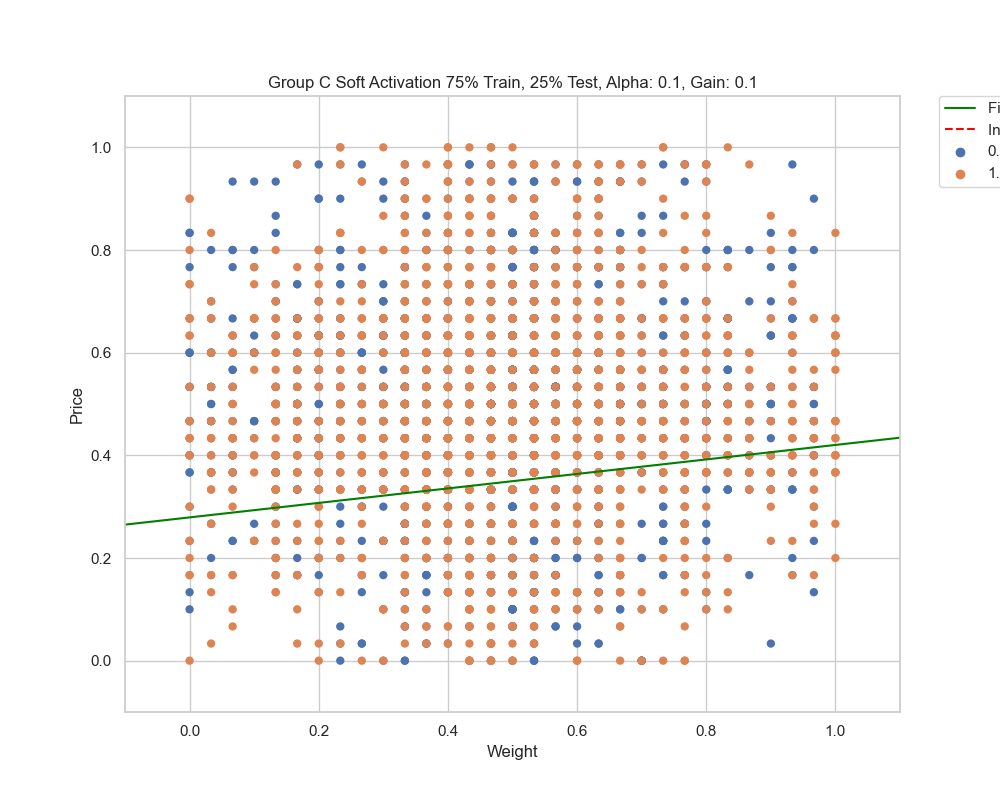 Group C Soft Activation 75% Train, 25% Test, Alpha: 0.1, Gain: 0.1
1.0
0.8
0.6
0.4
0.2
0.0
Price
0.0 0.2 0.4 0.6 0.8 1.0
Weight
Fi
In
0.
1.